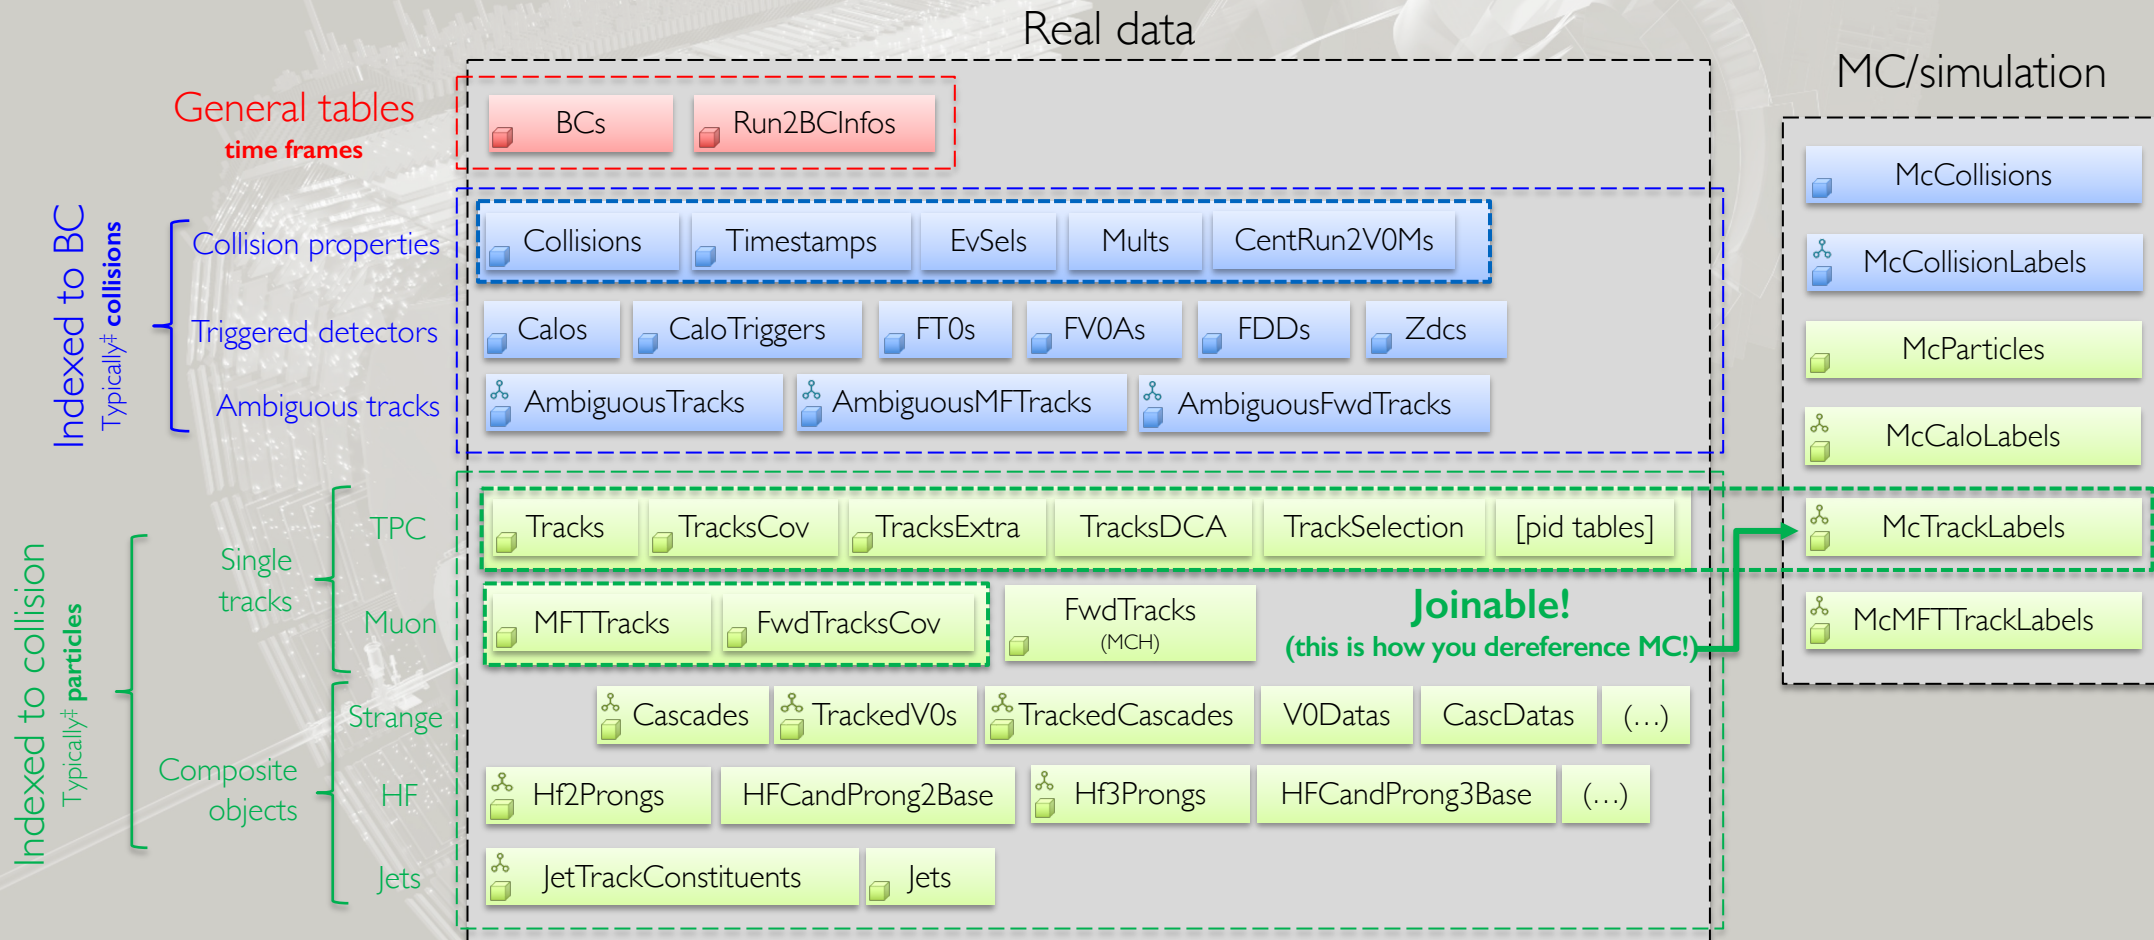 Real data
MC/simulation
General tables
time frames
BCs
Run2BCInfos
Indexed to BC
Typically‡ collisions
Collision properties
Collisions
Timestamps
EvSels
Mults
CentRun2V0Ms
Triggered detectors
Calos
CaloTriggers
FT0s
FV0As
FDDs
Zdcs
Ambiguous tracks
AmbiguousTracks
AmbiguousMFTracks
AmbiguousFwdTracks
Indexed to collision
Typically‡ particles
Single
tracks
TPC
Tracks
TracksCov
TracksExtra
TracksDCA
TrackSelection
[pid tables]
Muon
MFTTracks
FwdTracksCov
FwdTracks
(MCH)
Joinable!
(this is how you dereference MC!)
Composite
objects
Strange
Cascades
TrackedV0s
TrackedCascades
V0Datas
CascDatas
(…)
HF
Hf2Prongs
HFCandProng2Base
Hf3Prongs
HFCandProng3Base
(…)
Jets
JetTrackConstituents
Jets
McCollisions
McCollisionLabels
McParticles
McCaloLabels
McTrackLabels
McMFTTrackLabels